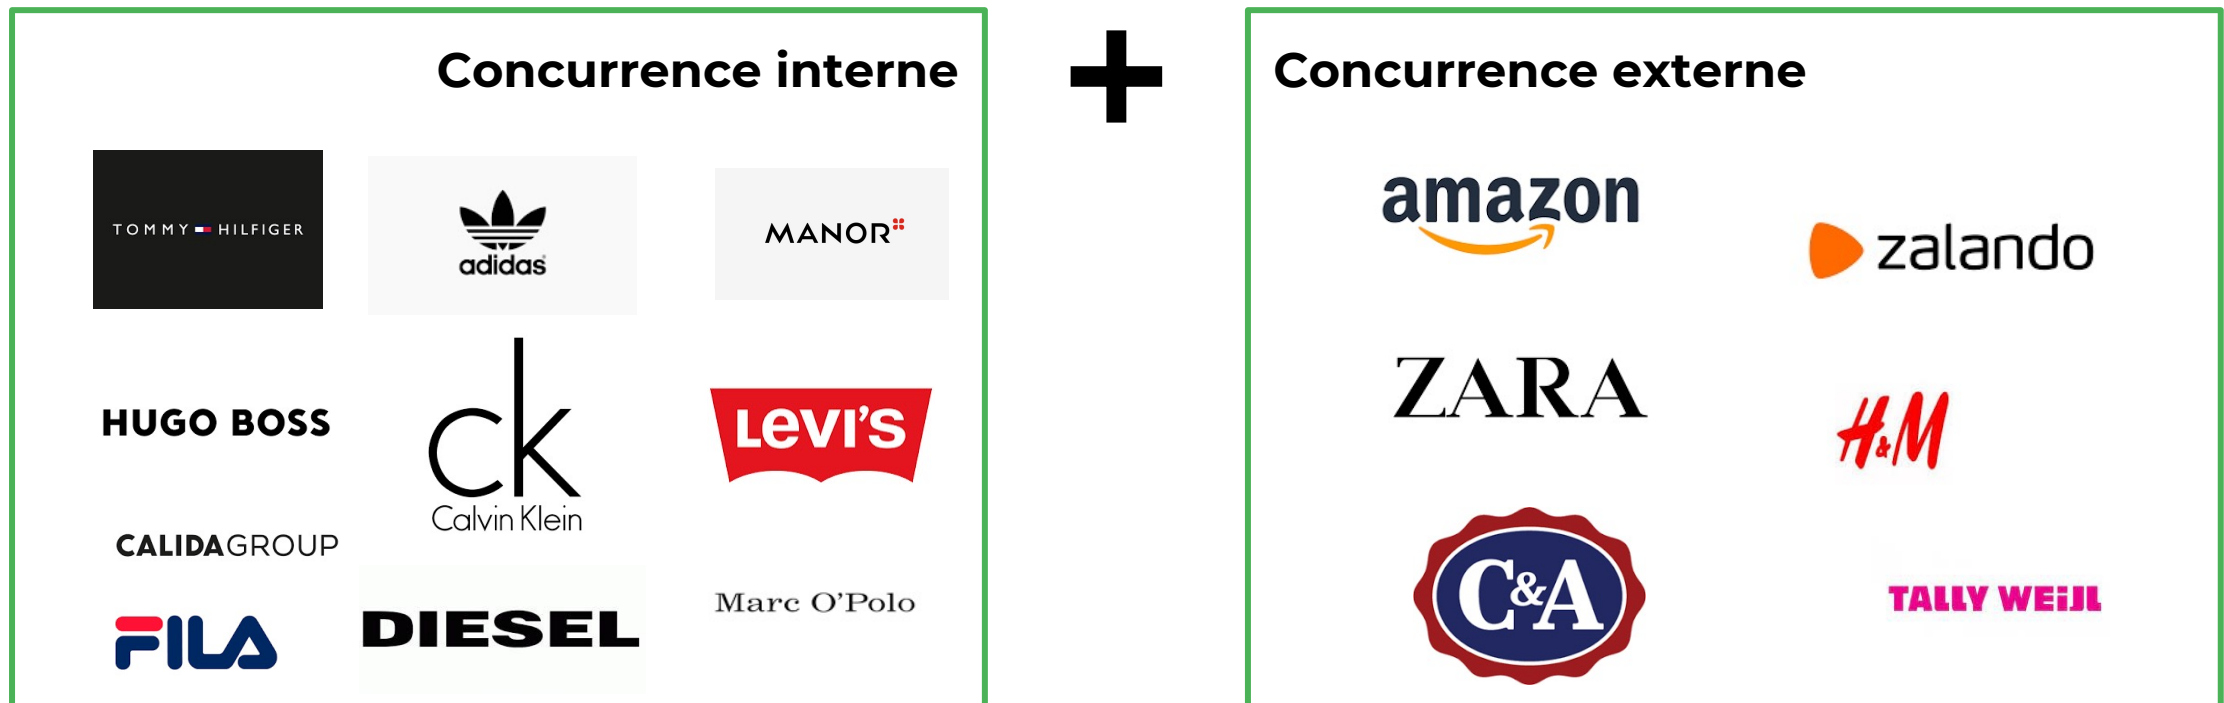 Concurrence interne
TOMMY HILFIGER
adidas
MANOR
HUGO BOSS
ck
Calvin Klein
LEVI'S
CALIDAGROUP
FILA
DIESEL
Marc O'Polo
+
Concurrence externe
amazon
zalando
ZARA
H&M
C&A
TALLY WEiJL